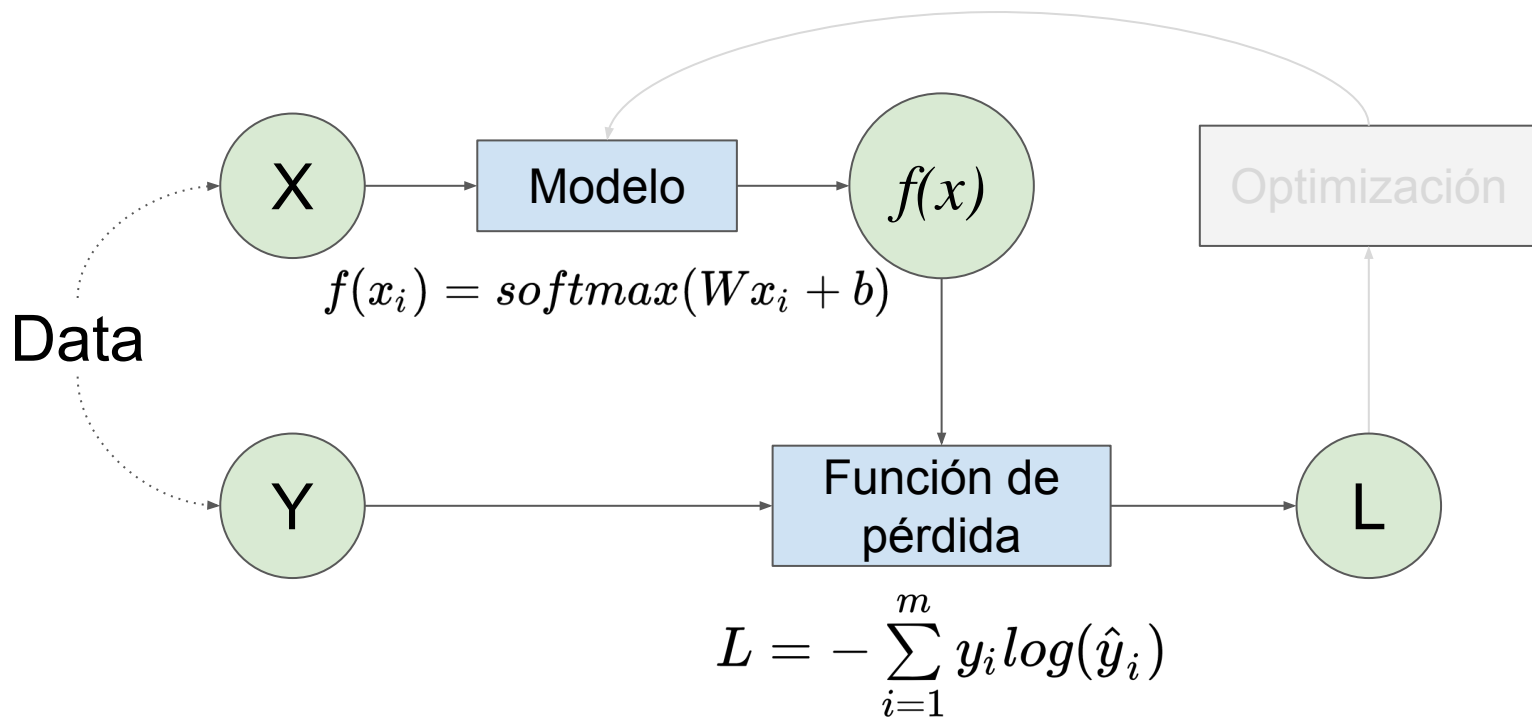 X
Modelo
f(x)
Optimización
f(x_i) = softmax(Wx_i + b)
Data
Y
Función de
pérdida
L
L = - \sum_{i=1}^{m} y_i log(\hat{y}_i)